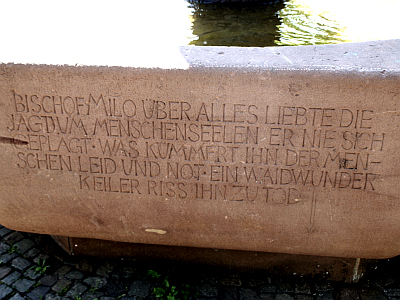 BISCHOF MILO ÜBER ALLES LIEBTE DIE
JAGD·UM MENSCHENSEELEN ER NIE SICH
GEPLAGT·WAS KÜMMERT IHN DER MEN-
SCHEN LEID UND NOT·EIN WAIDWUNDER
KEILER RISS IHN ZU TOD